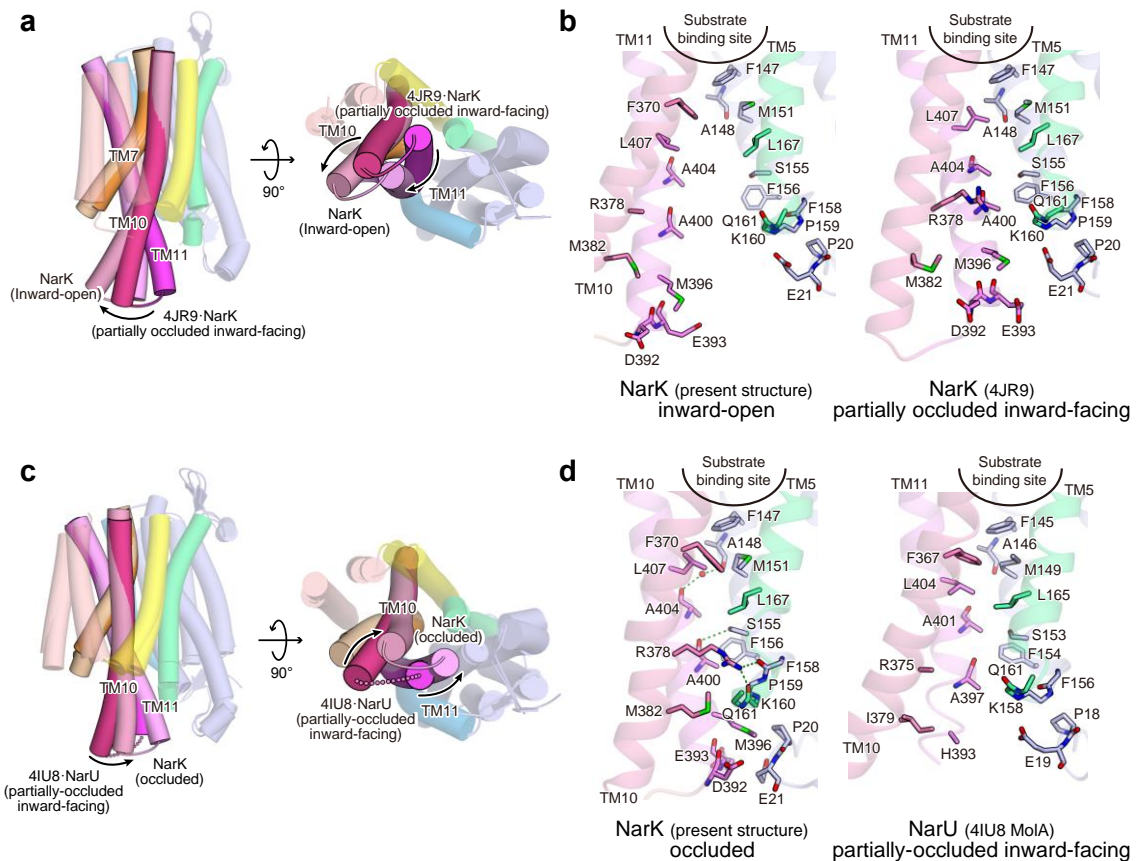 a
TM7
TM10
TM11
NarK
(Inward-open)
4JR9·NarK
(partially occluded inward-facing)
90°
4JR9·NarK
(partially occluded inward-facing)
TM10
TM11
NarK
(Inward-open)
b
Substrate
binding site
TM11
TM5
F147
F370
M151
A148
L407
L167
A404
S155
F156
R378
A400
Q161
F158
P159
K160
M382
P20
TM10
M396
E21
E393
D392
NarK (present structure)
inward-open
Substrate
binding site
TM11
TM5
F147
L407
M151
A148
L167
A404
S155
F156
Q161
F158
R378
A400
P159
K160
P20
M396
M382
E21
D392
E393
NarK (4JR9)
partially occluded inward-facing
c
TM10
TM11
4IU8·NarU
(partially-occluded
inward-facing)
NarK
(occluded)
90°
TM10
NarK
(occluded)
4IU8·NarU
(partially-occluded
inward-facing)
TM11
d
Substrate
binding site
TM10
TM5
F147
F370
A148
L407
M151
A404
L167
S155
R378
F156
F158
A400
P159
M382
K160
Q161
P20
M396
E393
D392
TM10
E21
NarK (present structure)
occluded
Substrate
binding site
TM11
TM5
F145
A146
F367
M149
L404
L165
A401
S153
F154
R375
Q161
F156
A397
K158
I379
P18
TM10
H393
E19
NarU (4IU8 MolA)
partially-occluded inward-facing